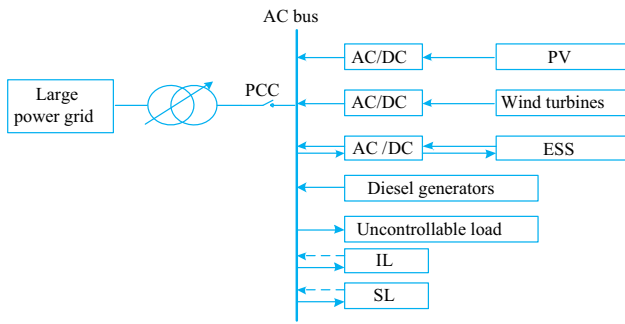 AC bus
Large
power grid
PCC
AC/DC
PV
AC/DC
Wind turbines
AC /DC
ESS
Diesel generators
Uncontrollable load
IL
SL